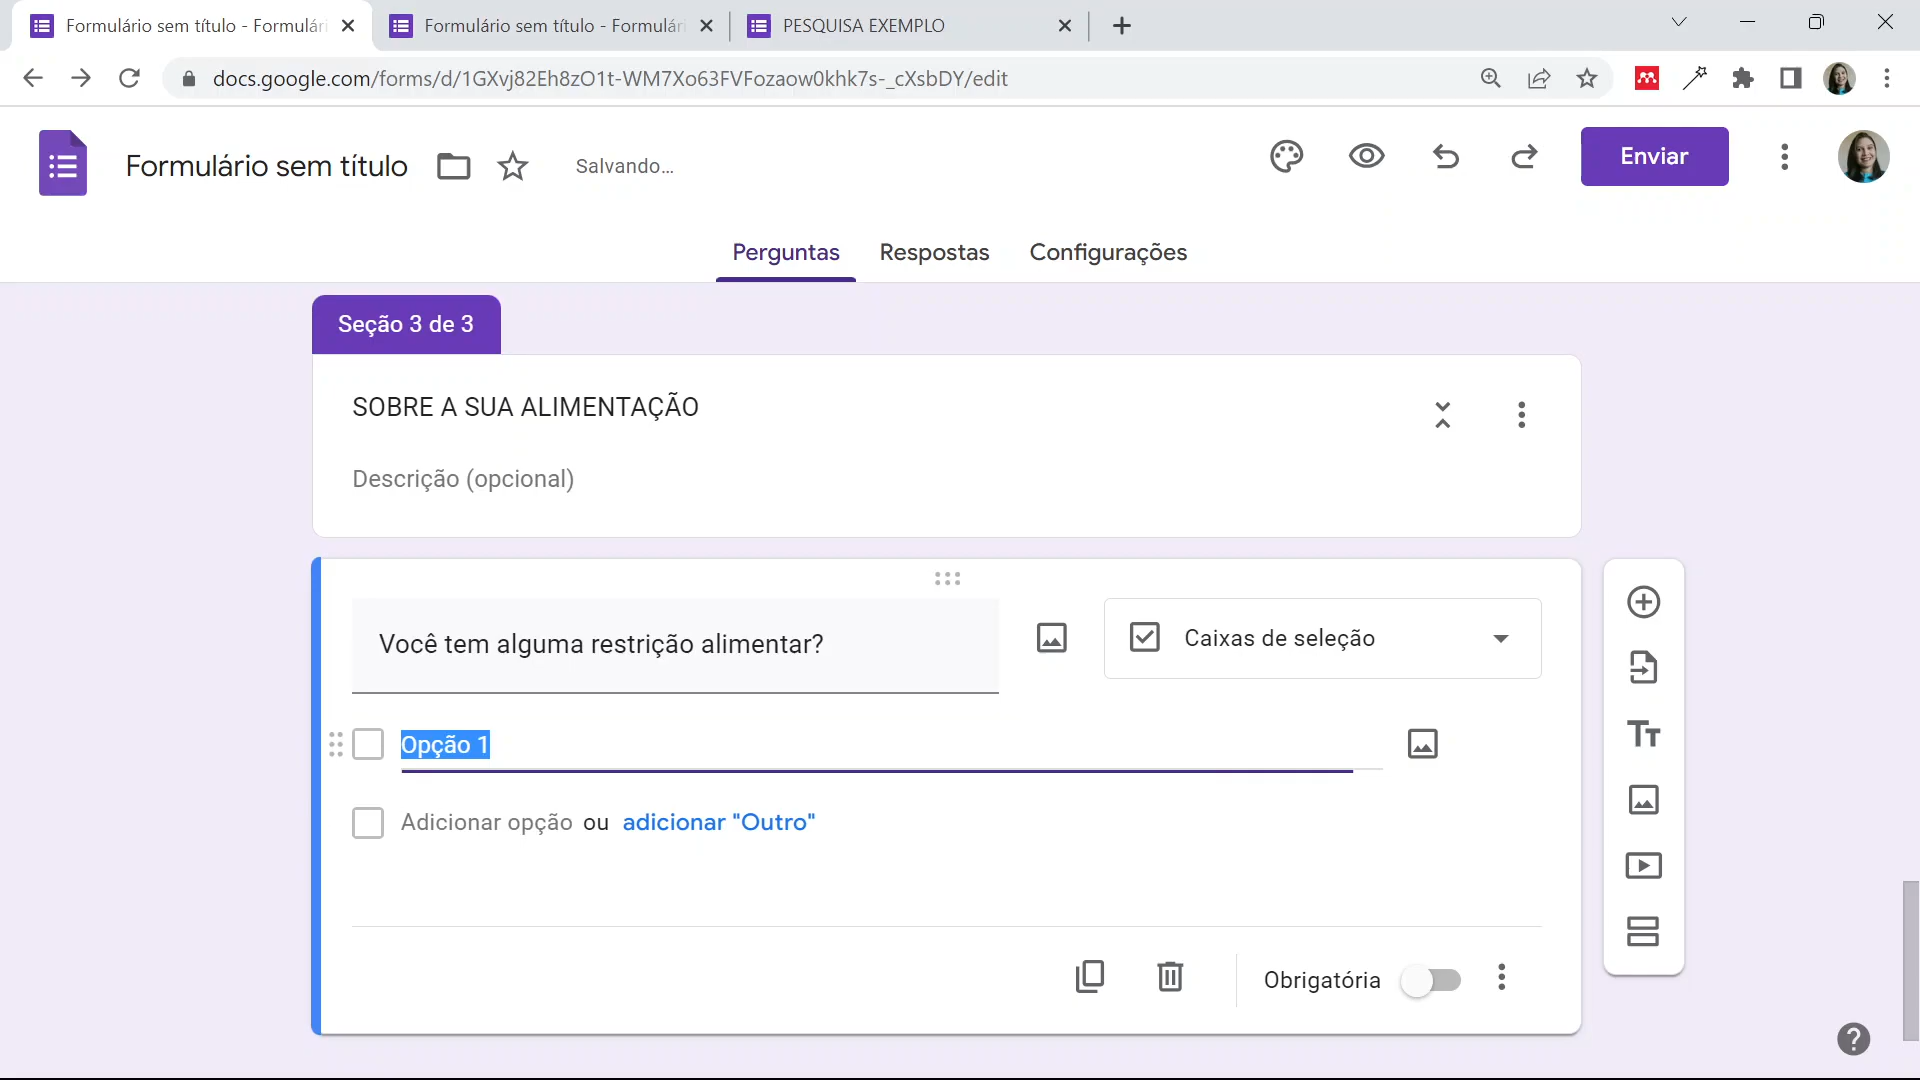 Formulário sem título - Formulári
Formulário sem título - Formulári
PESQUISA EXEMPLO
docs.google.com/forms/d/1GXvj82Eh8zO1t-WM7Xo63FVFozaow0khk7s-_cXsbDY/edit
Formulário sem título
Salvando...
Enviar
Perguntas
Respostas
Configurações
Seção 3 de 3
SOBRE A SUA ALIMENTAÇÃO
Descrição (opcional)
Você tem alguma restrição alimentar?
Caixas de seleção
Opção 1
Adicionar opção ou adicionar "Outro"
Obrigatória